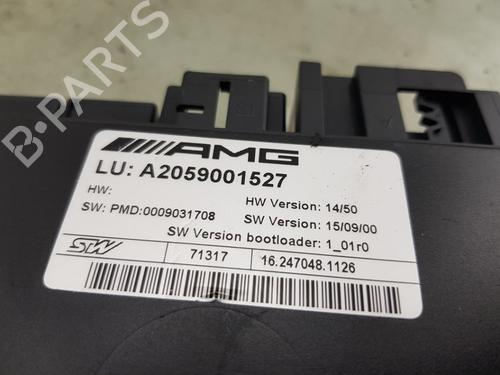 AMG
LU: A2059001527
HW:
HW Version: 14/50
SW: PMD:0009031708
SW Version: 15/09/00
SW Version bootloader: 1_01r0
SW
71317
16.247048.1126
B-PARTS